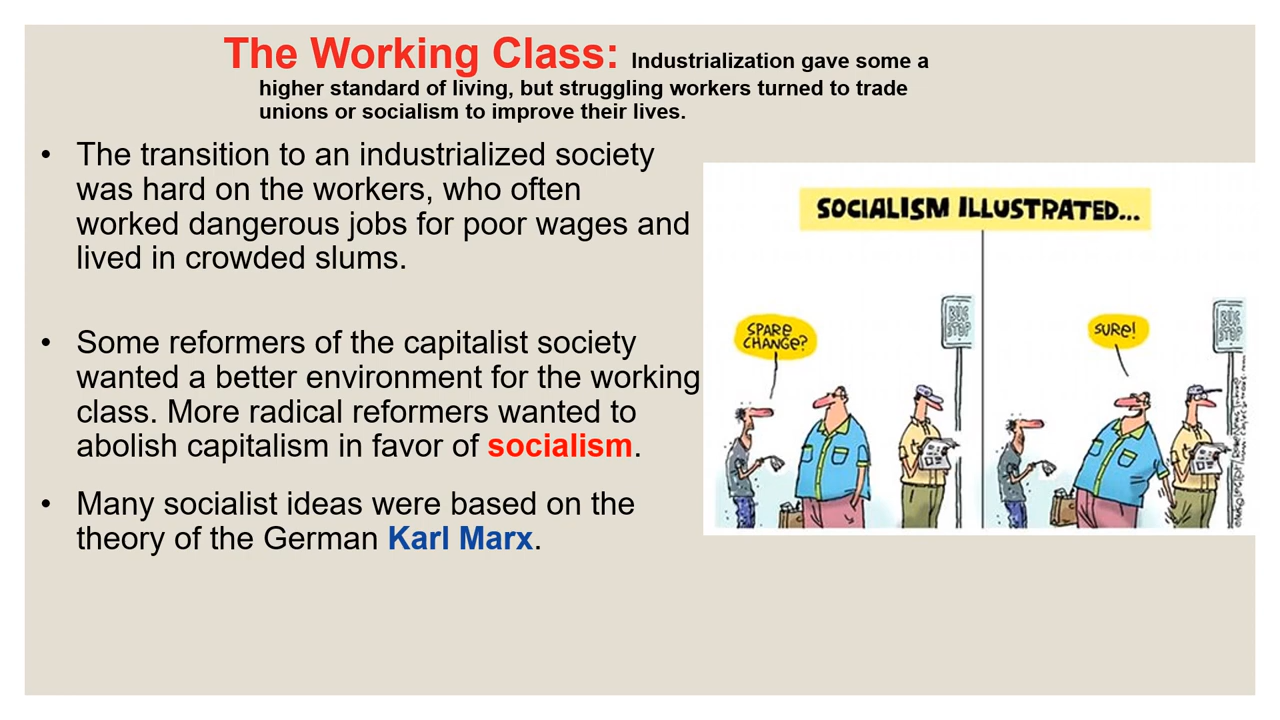 The Working Class: Industrialization gave some a
higher standard of living, but struggling workers turned to trade
unions or socialism to improve their lives.
• The transition to an industrialized society
was hard on the workers, who often
worked dangerous jobs for poor wages and
lived in crowded slums.
• Some reformers of the capitalist society
wanted a better environment for the working
class. More radical reformers wanted to
abolish capitalism in favor of socialism.
• Many socialist ideas were based on the
theory of the German Karl Marx.
SOCIALISM ILLUSTRATED...
SPARE
CHANGE?
BUS
STOP
SURE!
BUS
STOP